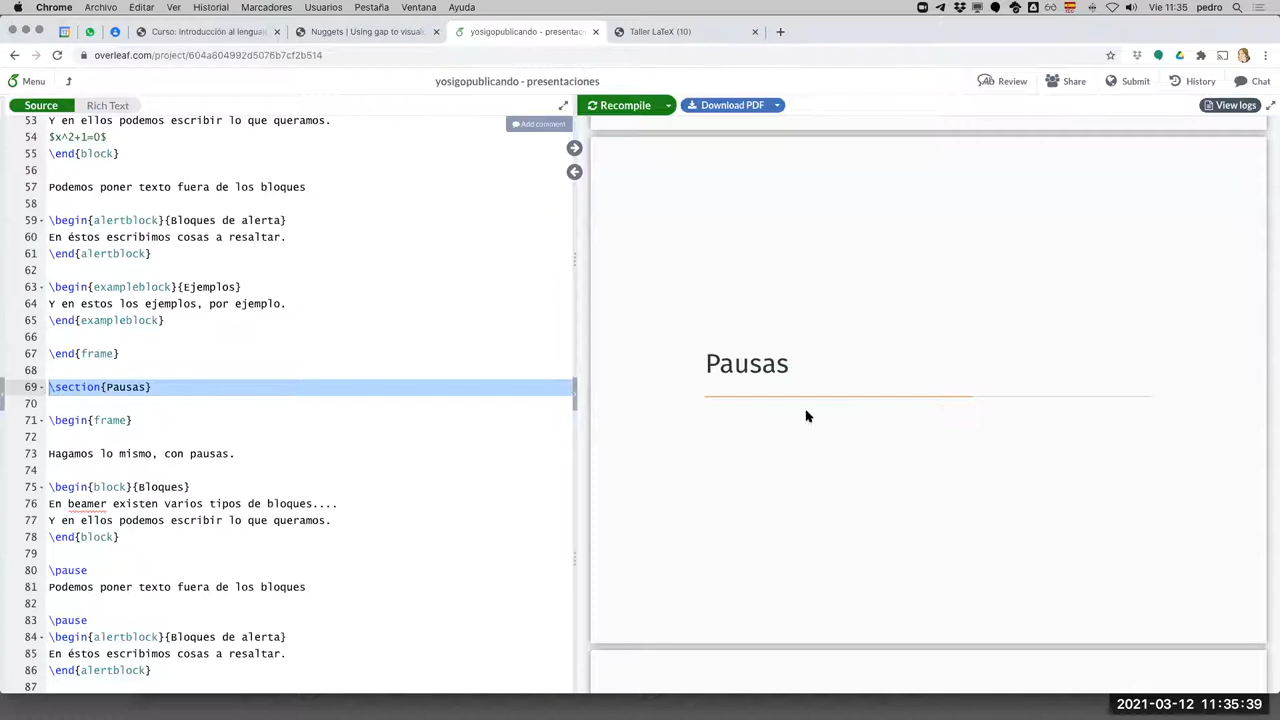 Chrome Archivo Editar Ver Historial Marcadores Usuarios Pestaña Ventana Ayuda
Vie 11:35 pedro
Curso: Introducción al lenguaje
Nuggets | Using gap to visuali
yosigopublicando - presentacio
Taller LaTeX (10)
overleaf.com/project/604a804992d5076b7cf2b514
Menu
yosigopublicando - presentaciones
Review Share Submit History Chat
Source Rich Text
Recompile Download PDF View logs
53 Y en ellos podemos escribir lo que queramos.
Add comment
54 $x^2+1=0$
55 \end{block}
56
57 Podemos poner texto fuera de los bloques
58
59 \begin{alertblock}{Bloques de alerta}
60 En éstos escribimos cosas a resaltar.
61 \end{alertblock}
62
63 \begin{exampleblock}{Ejemplos}
64 Y en estos los ejemplos, por ejemplo.
65 \end{exampleblock}
66
67 \end{frame}
68
69 \section{Pausas}
70
71 \begin{frame}
72
73 Hagamos lo mismo, con pausas.
74
75 \begin{block}{Bloques}
76 En beamer existen varios tipos de bloques....
77 Y en ellos podemos escribir lo que queramos.
78 \end{block}
79
80 \pause
81 Podemos poner texto fuera de los bloques
82
83 \pause
84 \begin{alertblock}{Bloques de alerta}
85 En éstos escribimos cosas a resaltar.
86 \end{alertblock}
87
Pausas
2021-03-12 11:35:39